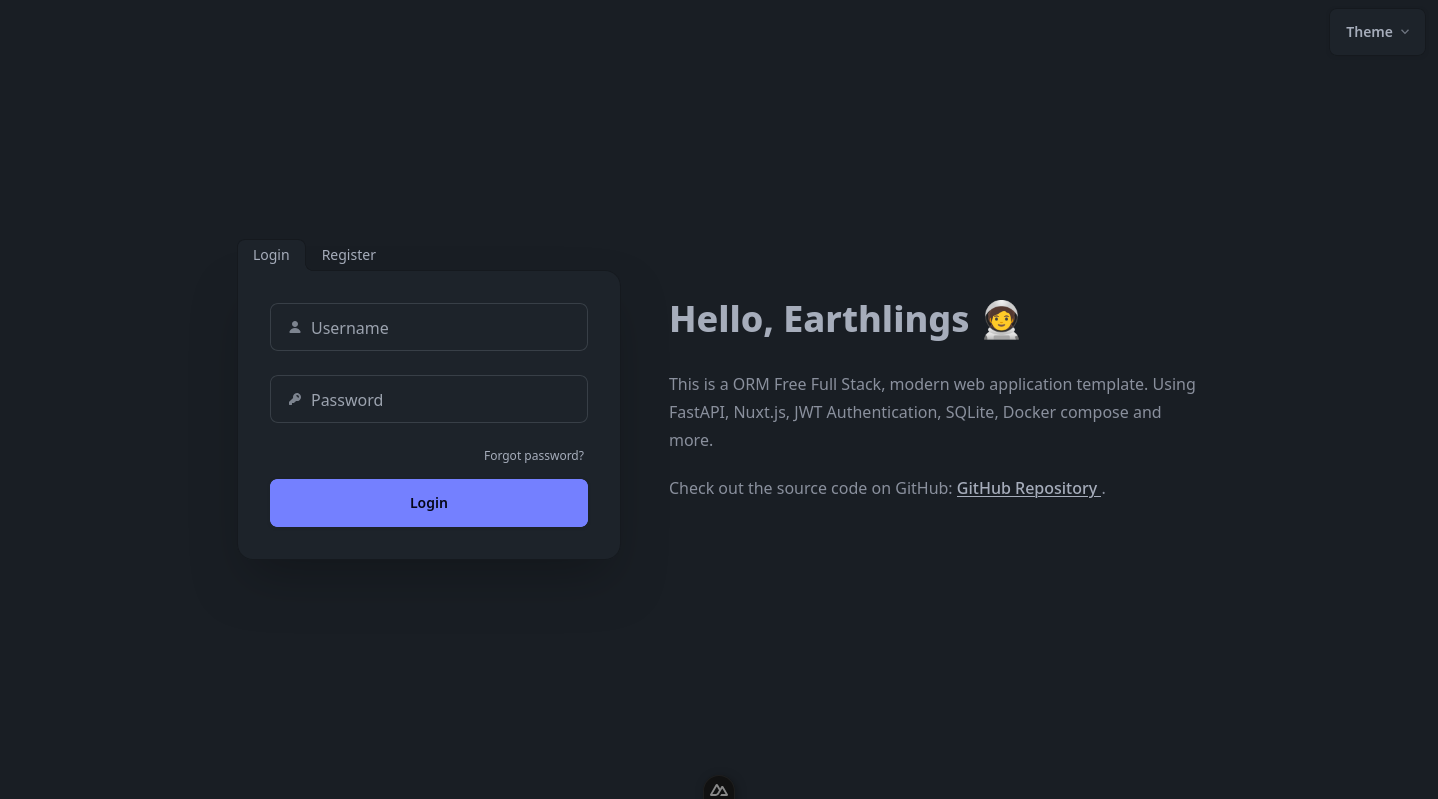 Theme
Login
Register
Username
Password
Forgot password?
Login
Hello, Earthlings 🧑‍🚀
This is a ORM Free Full Stack, modern web application template. Using
FastAPI, Nuxt.js, JWT Authentication, SQLite, Docker compose and
more.
Check out the source code on GitHub: GitHub Repository .